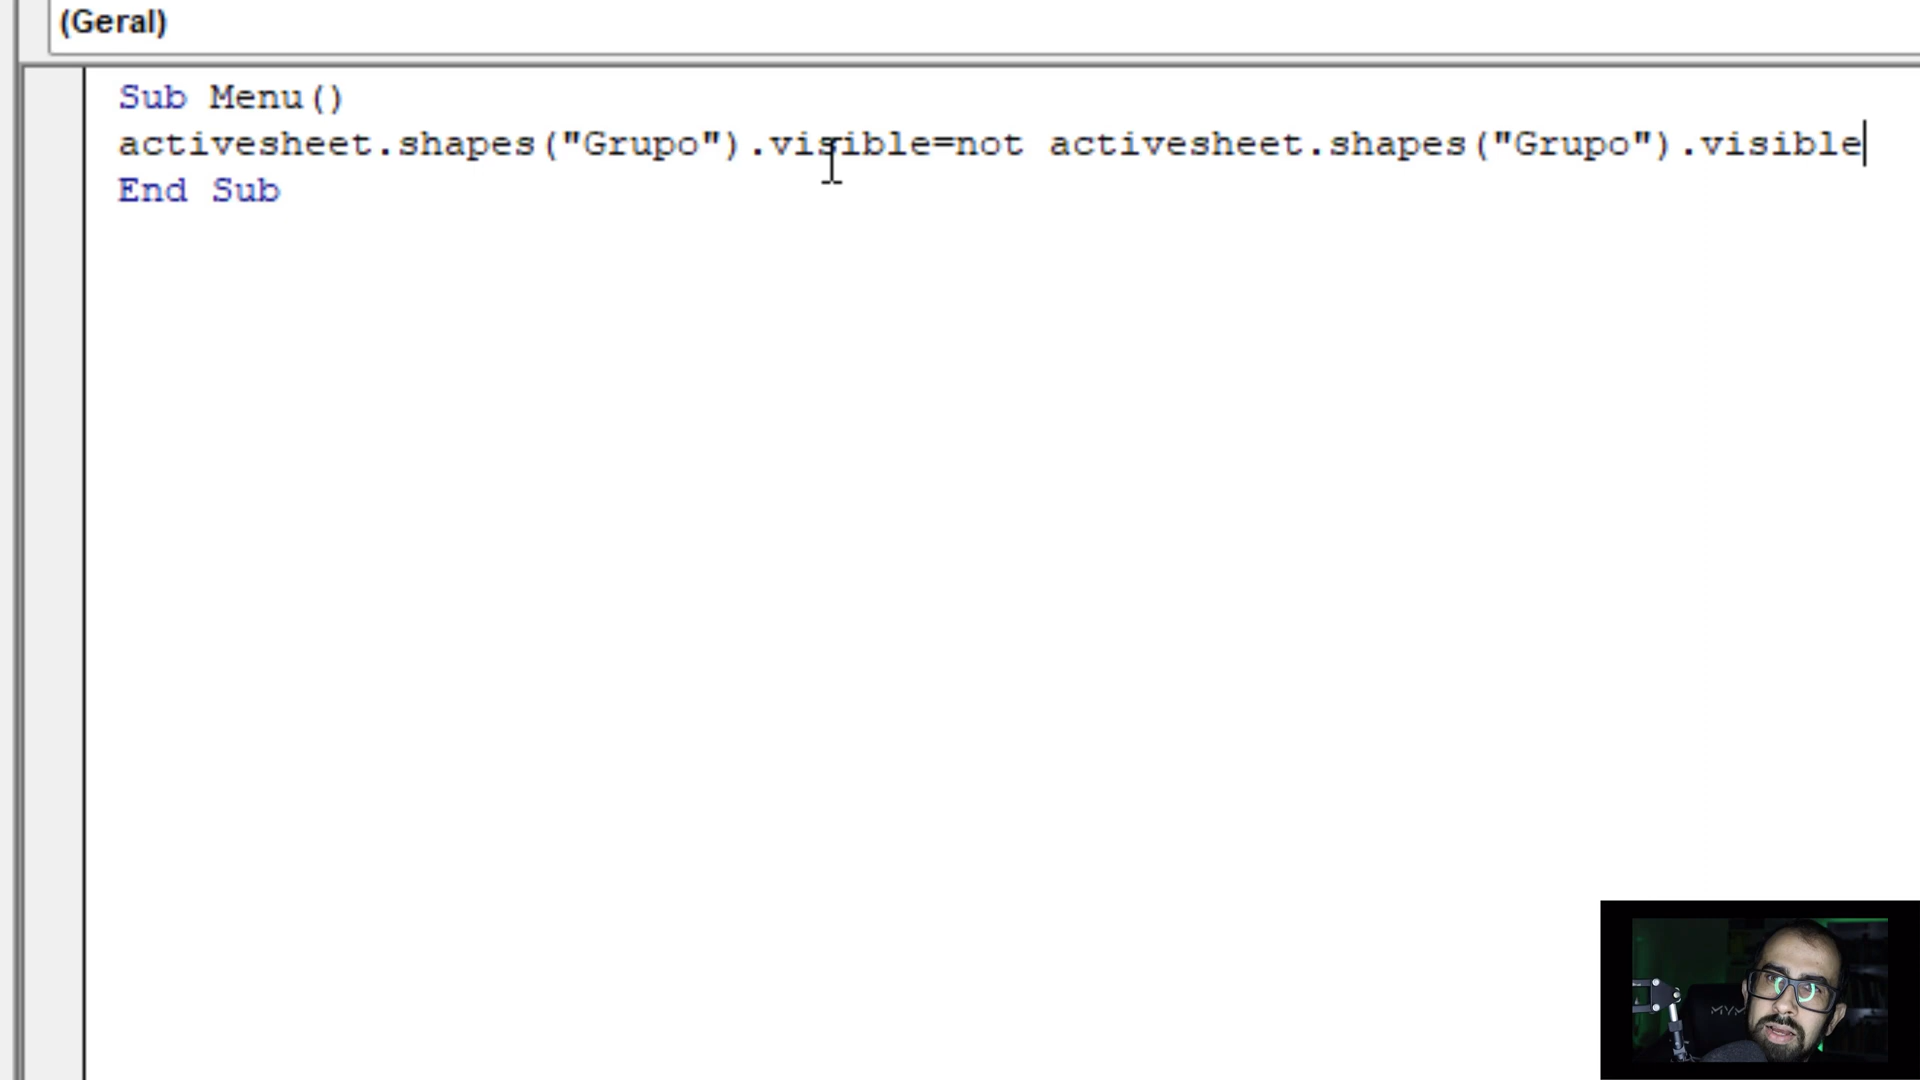 (Geral)
Sub Menu()
activesheet.shapes("Grupo").visible=not activesheet.shapes("Grupo").visible
End Sub